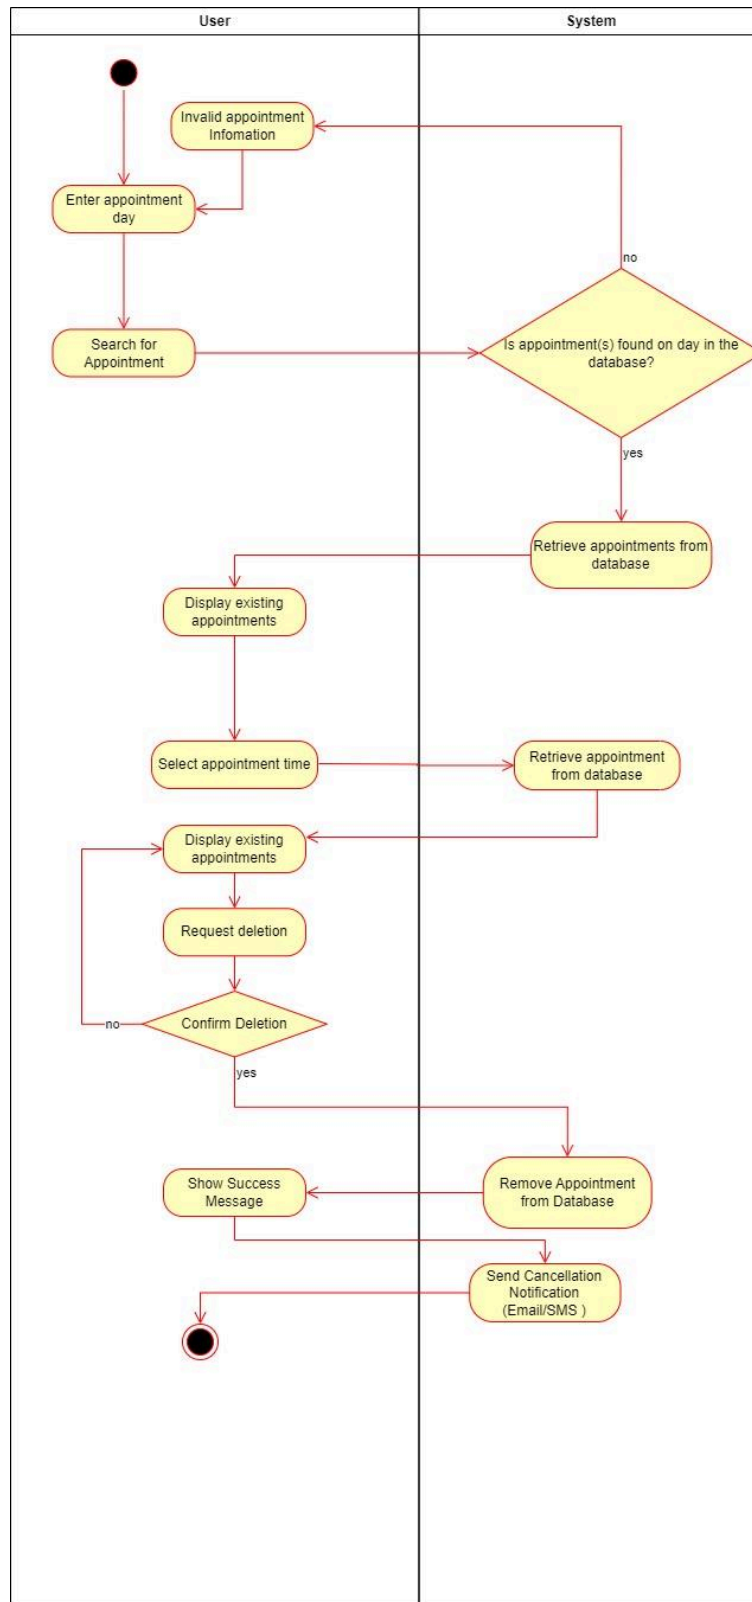 User
System
Invalid appointment
Infomation
Enter appointment
day
no
Search for
Appointment
Is appointment(s) found on day in the
database?
yes
Retrieve appointments from
database
Display existing
appointments
Select appointment time
Retrieve appointment
from database
Display existing
appointments
Request deletion
Confirm Deletion
no
yes
Show Success
Message
Remove Appointment
from Database
Send Cancellation
Notification
(Email/SMS )